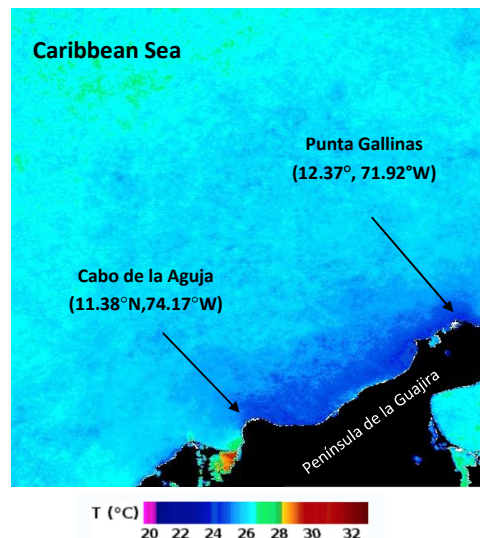 Caribbean Sea
Punta Gallinas
(12.37°, 71.92°W)
Cabo de la Aguja
(11.38°N,74.17°W)
Península de la Guajira
T (°C)
20 22 24 26 28 30 32